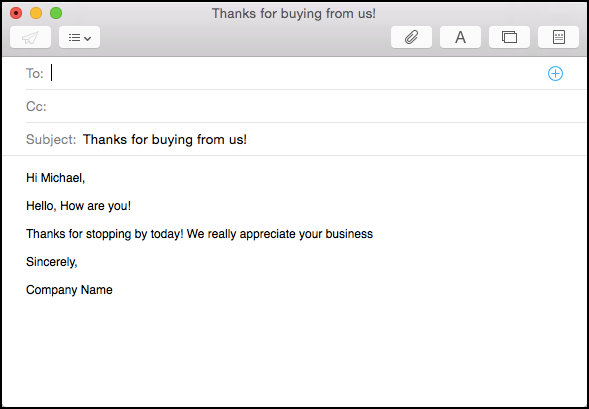 Thanks for buying from us!
A
To:
Cc:
Subject: Thanks for buying from us!
Hi Michael,
Hello, How are you!
Thanks for stopping by today! We really appreciate your business
Sincerely,
Company Name